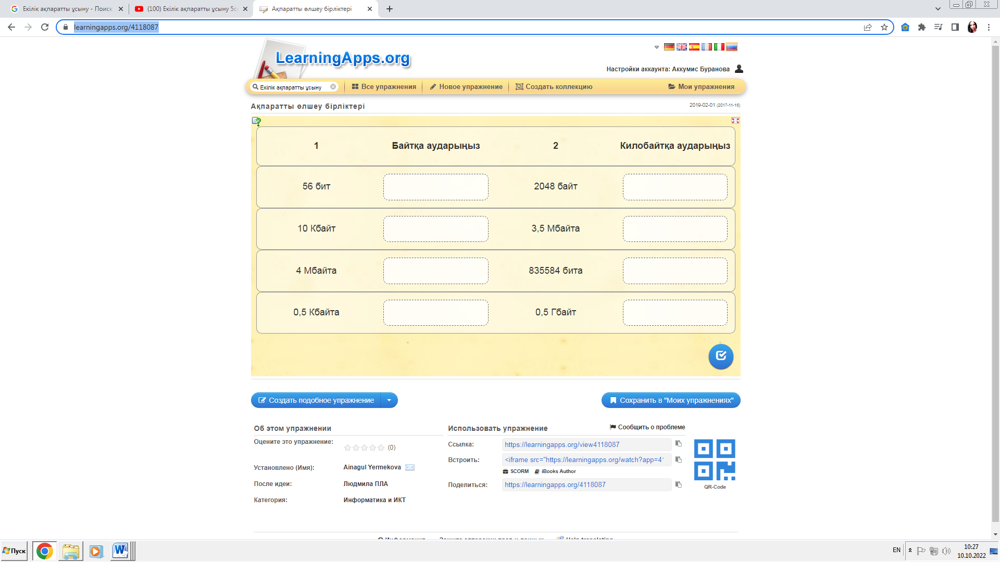 Екілік ақпаратты ұсыну - Поиск
(100) Екілік ақпаратты ұсыну 5сы
Ақпаратты өлшеу бірліктері
learningapps.org/4118087
LearningApps.org
Настройки аккаунта: Аккумис Буранова
Екілік ақпаратты ұсыну
Все упражнения
Новое упражнение
Создать коллекцию
Мои упражнения
Ақпаратты өлшеу бірліктері
2019-02-01 (2017-11-16)
1 Байтқа аударыңыз 2 Килобайтқа аударыңыз
56 бит 2048 байт
10 Кбайт 3,5 Мбайта
4 Мбайта 835584 бита
0,5 Кбайта 0,5 Гбайт
Создать подобное упражнение
Сохранить в "Моих упражнениях"
Об этом упражнении
Оцените это упражнение: (0)
Установлено (Имя): Ainagul Yermekova
После идеи: Людмила ПЛА
Категория: Информатика и ИКТ
Использовать упражнение
Сообщить о проблеме
Ссылка: https://learningapps.org/view4118087
Встроить: <iframe src="https://learningapps.org/watch?app=41
SCORM iBooks Author
Поделиться: https://learningapps.org/4118087
QR-Code
Пуск
EN
10:27
10.10.2022